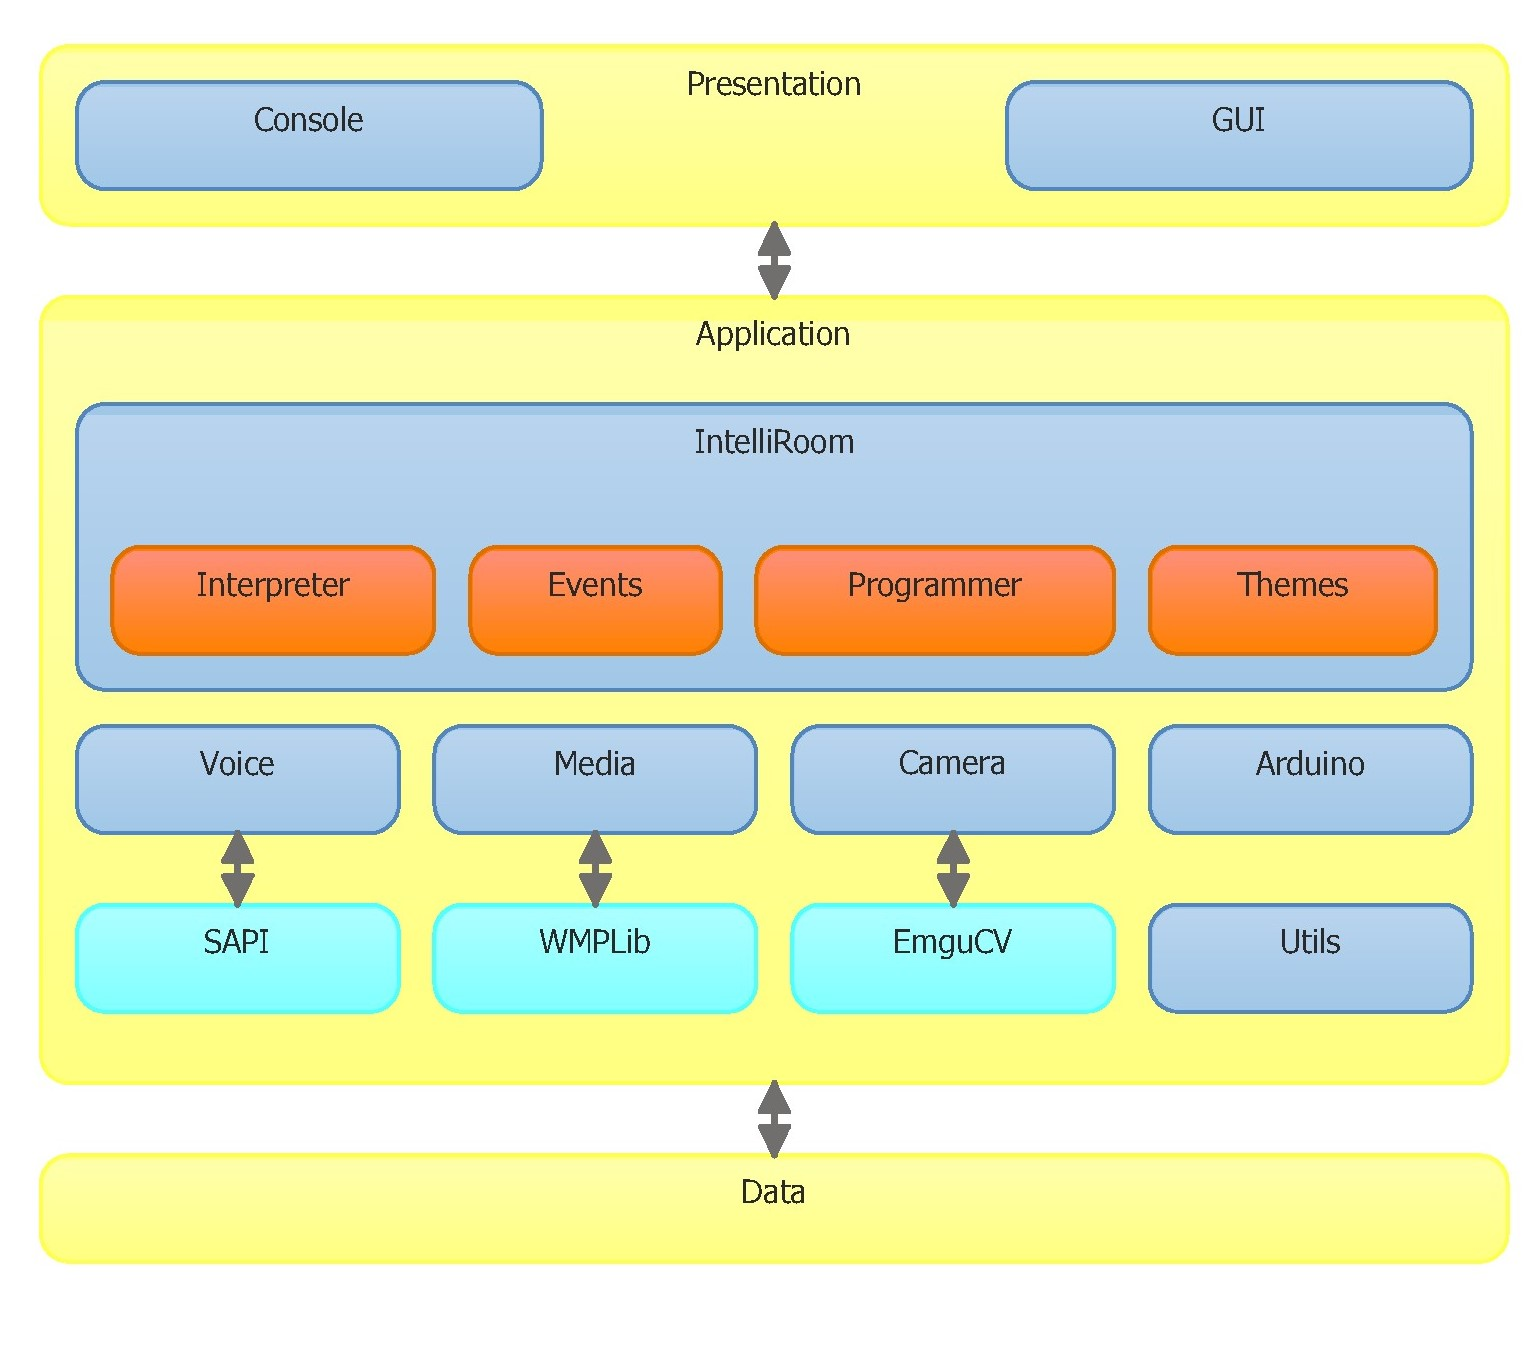 Presentation
Console
GUI
Application
IntelliRoom
Interpreter
Events
Programmer
Themes
Voice
Media
Camera
Arduino
SAPI
WMPLib
EmguCV
Utils
Data